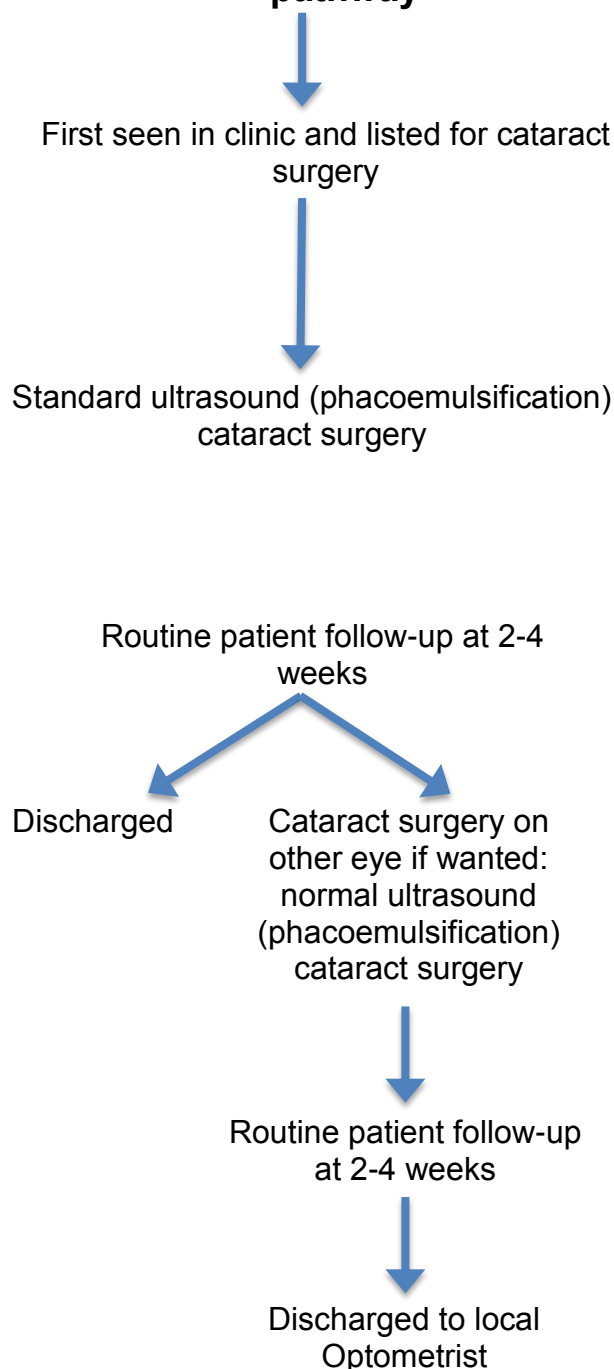 pathway
First seen in clinic and listed for cataract
surgery
Standard ultrasound (phacoemulsification)
cataract surgery
Routine patient follow-up at 2-4
weeks
Discharged
Cataract surgery on
other eye if wanted:
normal ultrasound
(phacoemulsification)
cataract surgery
Routine patient follow-up
at 2-4 weeks
Discharged to local
Optometrist